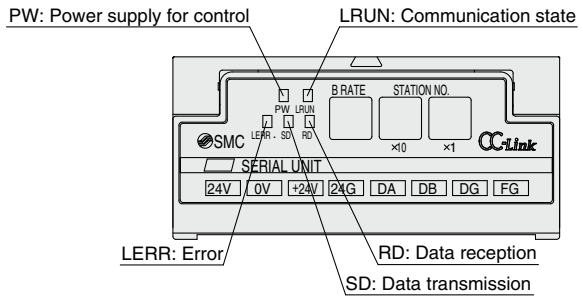 PW: Power supply for control
LRUN: Communication state
B RATE
STATION NO.
PW LRUN
LERR - SD RD
SMC
×10 ×1
CC-Link
SERIAL UNIT
24V 0V +24V 24G DA DB DG FG
LERR: Error
RD: Data reception
SD: Data transmission